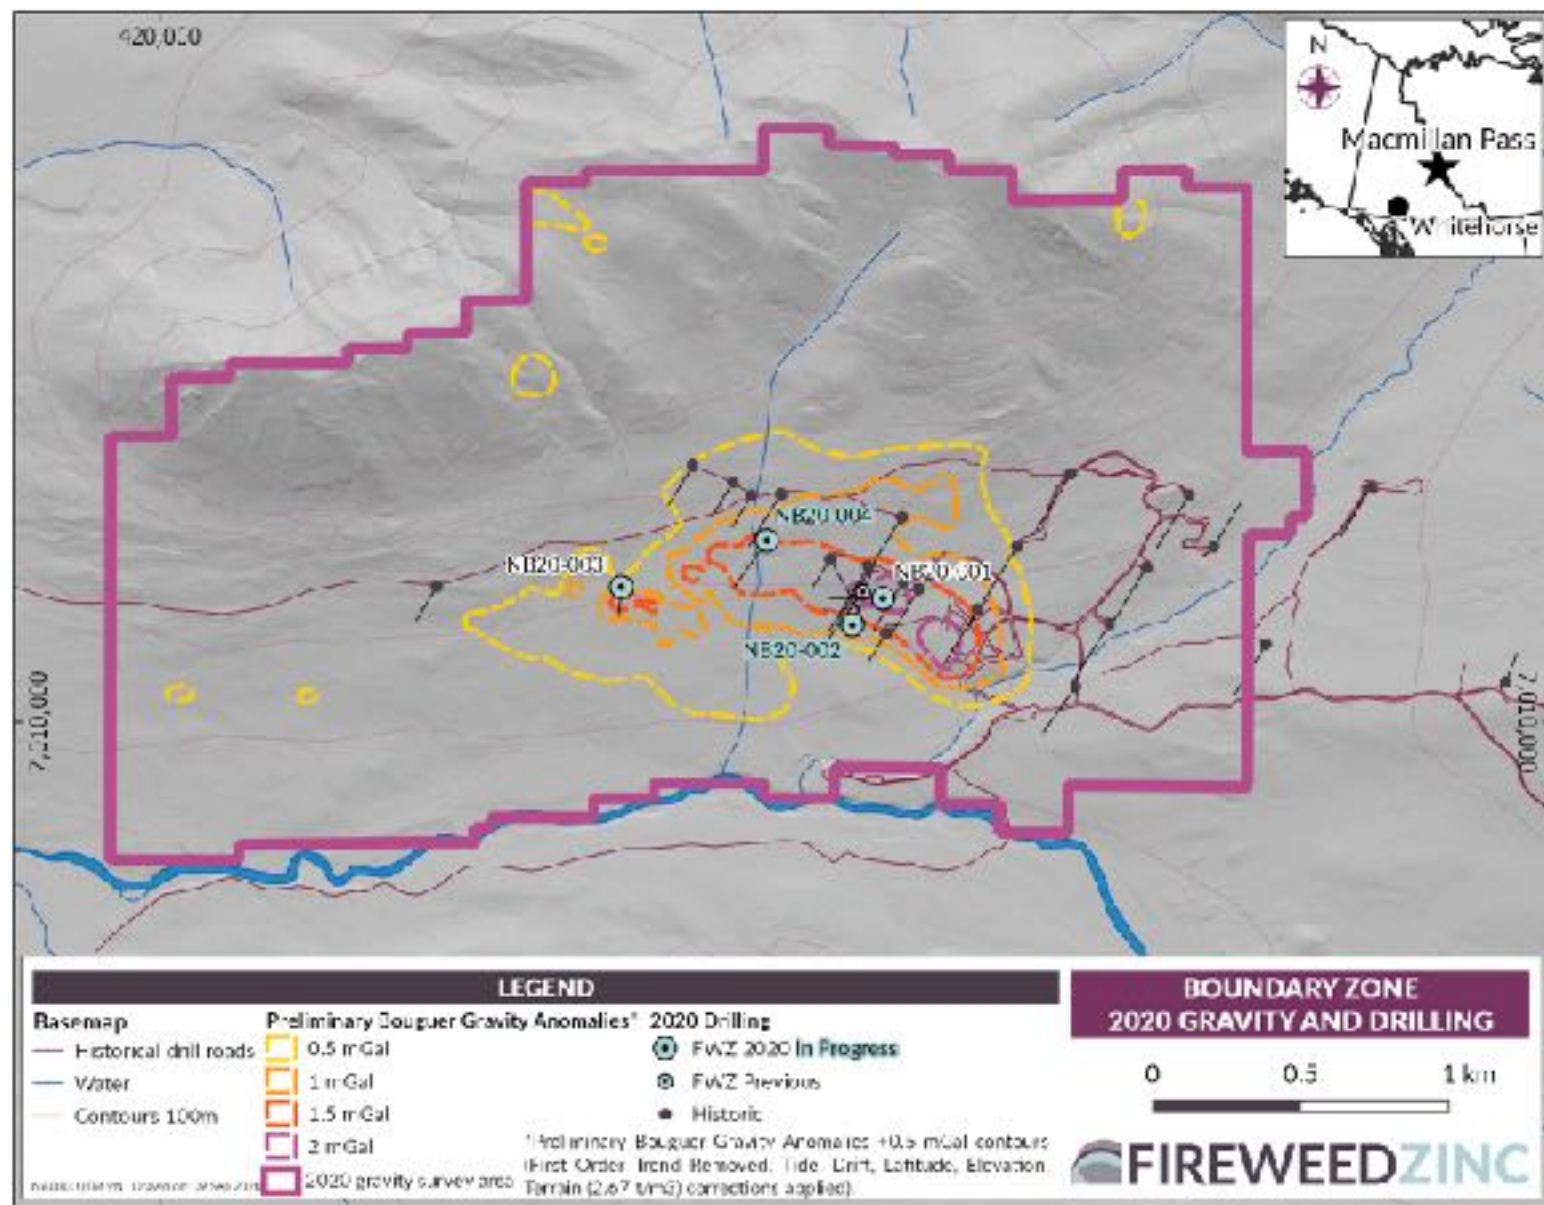 420,000
N
Macmillan Pass
Whitehorse
NB20-004
NB20-003
NB20-001
NB20-002
7,010,000
7,010,000
LEGEND
Basemap
Historical drill roads
Water
Contours 100m
Preliminary Bouguer Gravity Anomalies*
0.5 mGal
1 mGal
1.5 mGal
2 mGal
2020 gravity survey area
2020 Drilling
FWZ 2020 In Progress
FWZ Previous
Historic
*Preliminary Bouguer Gravity Anomalies +0.5 mGal contours
(First Order Trend Removed, Tide, Drift, Latitude, Elevation,
Terrain (2.67 t/m3) corrections applied).
BOUNDARY ZONE
2020 GRAVITY AND DRILLING
0 0.5 1 km
FIREWEEDZINC